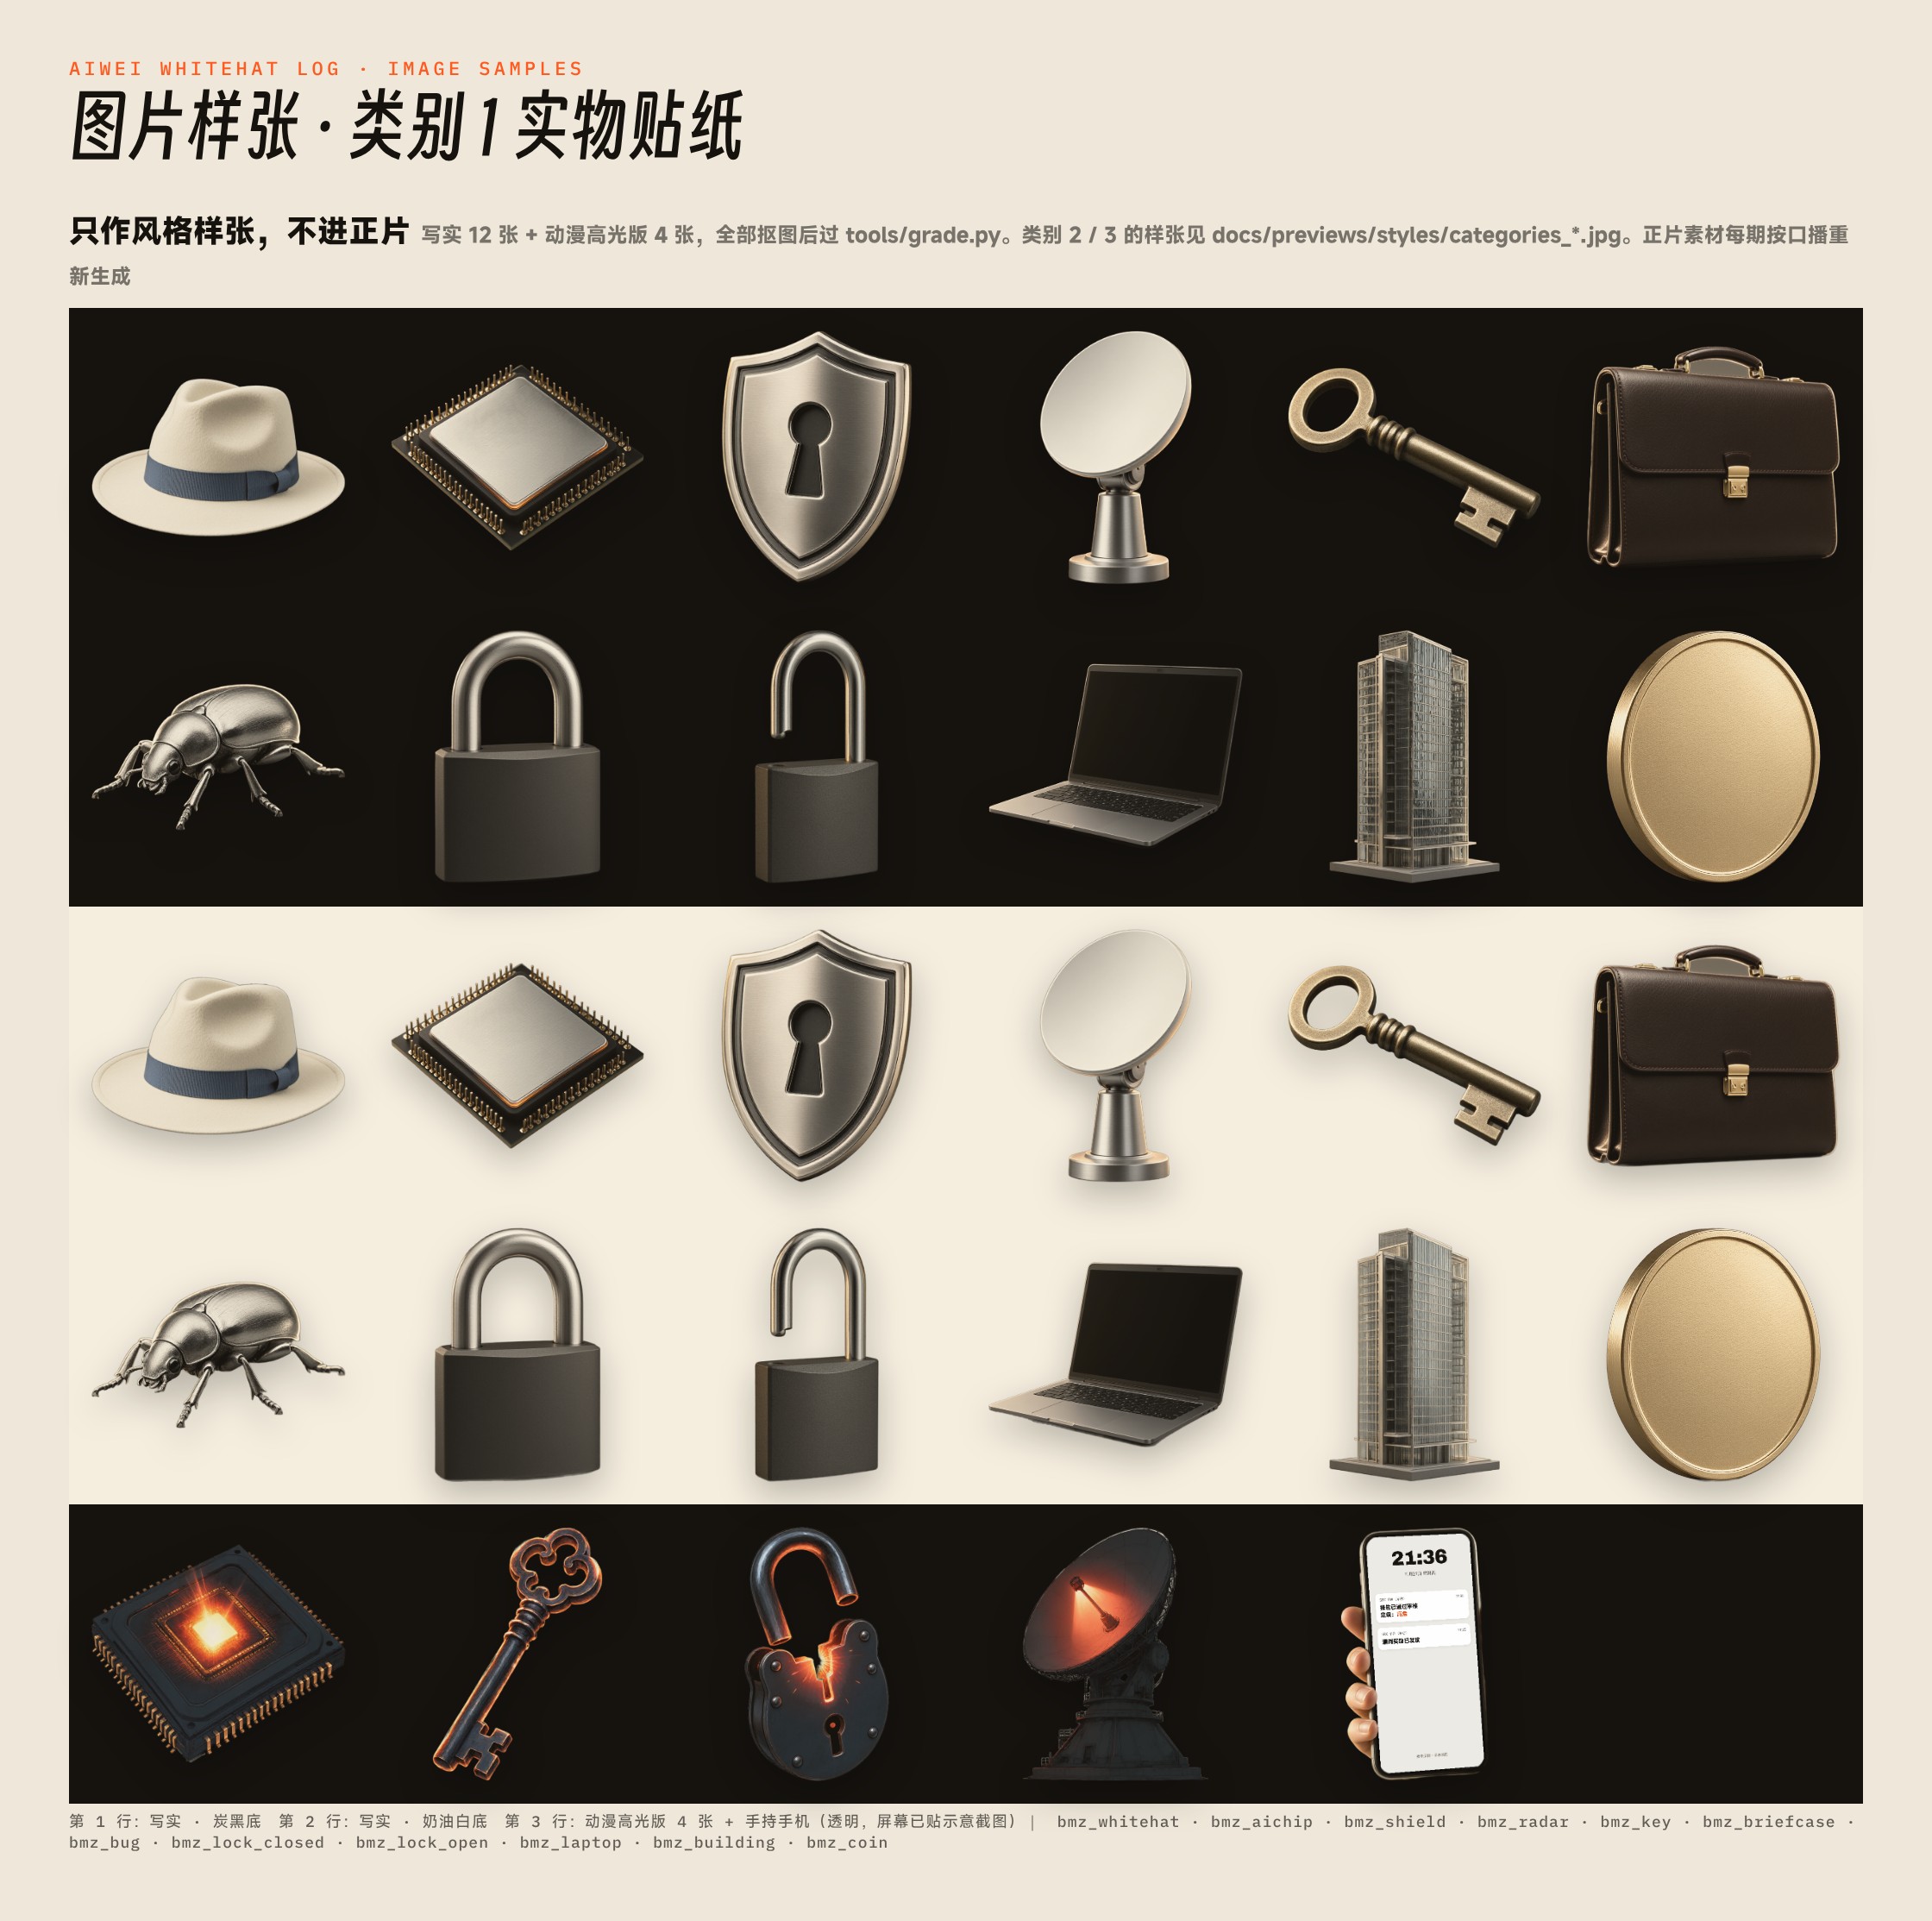 AIWEI WHITEHAT LOG · IMAGE SAMPLES
图片样张·类别1实物贴纸
只作风格样张，不进正片 写实 12 张 + 动漫高光版 4 张，全部抠图后过 tools/grade.py。类别 2 / 3 的样张见 docs/previews/styles/categories_*.jpg。正片素材每期按口播重
新生成
21:36
第 1 行：写实 · 炭黑底 第 2 行：写实 · 奶油白底 第 3 行：动漫高光版 4 张 + 手持手机（透明，屏幕已贴示意截图）｜ bmz_whitehat · bmz_aichip · bmz_shield · bmz_radar · bmz_key · bmz_briefcase ·
bmz_bug · bmz_lock_closed · bmz_lock_open · bmz_laptop · bmz_building · bmz_coin